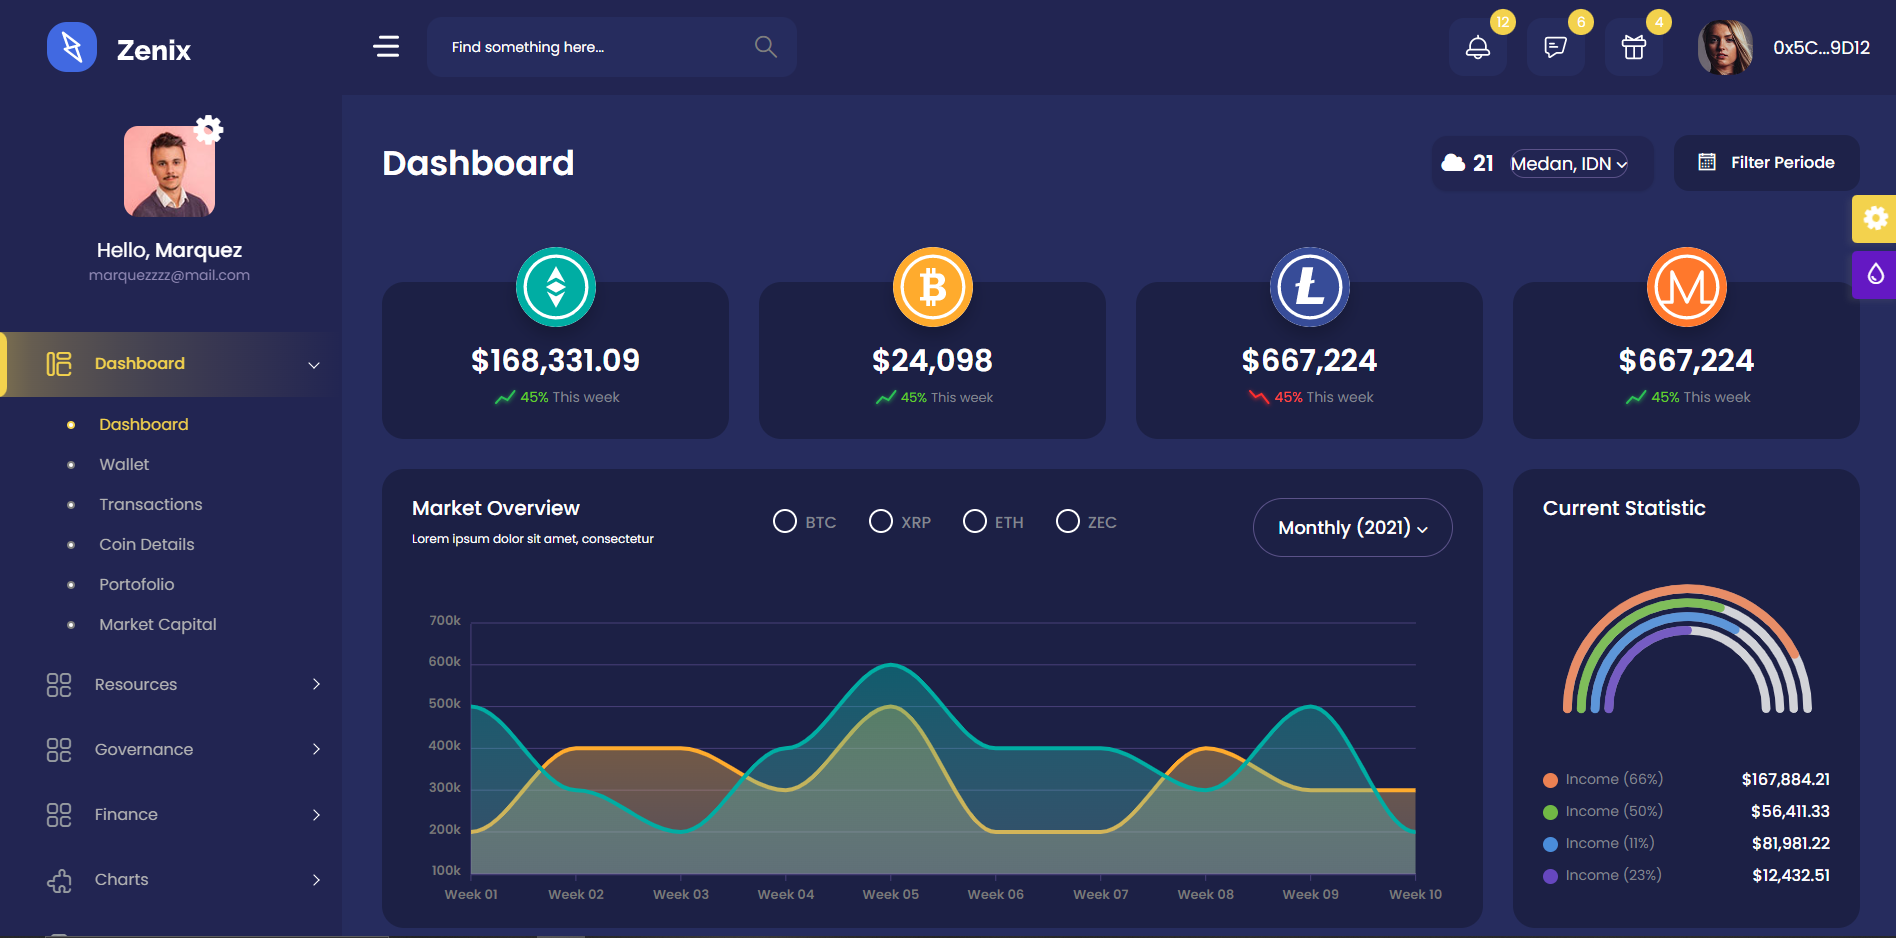 Zenix
Find something here...
12
6
4
0x5C...9D12
Hello, Marquez
marquezzzz@mail.com
Dashboard
Dashboard
Wallet
Transactions
Coin Details
Portofolio
Market Capital
Resources
Governance
Finance
Charts
Dashboard
21 Medan, IDN
Filter Periode
$168,331.09
45% This week
$24,098
45% This week
$667,224
45% This week
$667,224
45% This week
Market Overview
Lorem ipsum dolor sit amet, consectetur
BTC XRP ETH ZEC
Monthly (2021)
700k
600k
500k
400k
300k
200k
100k
Week 01 Week 02 Week 03 Week 04 Week 05 Week 06 Week 07 Week 08 Week 09 Week 10
Current Statistic
Income (66%) $167,884.21
Income (50%) $56,411.33
Income (11%) $81,981.22
Income (23%) $12,432.51